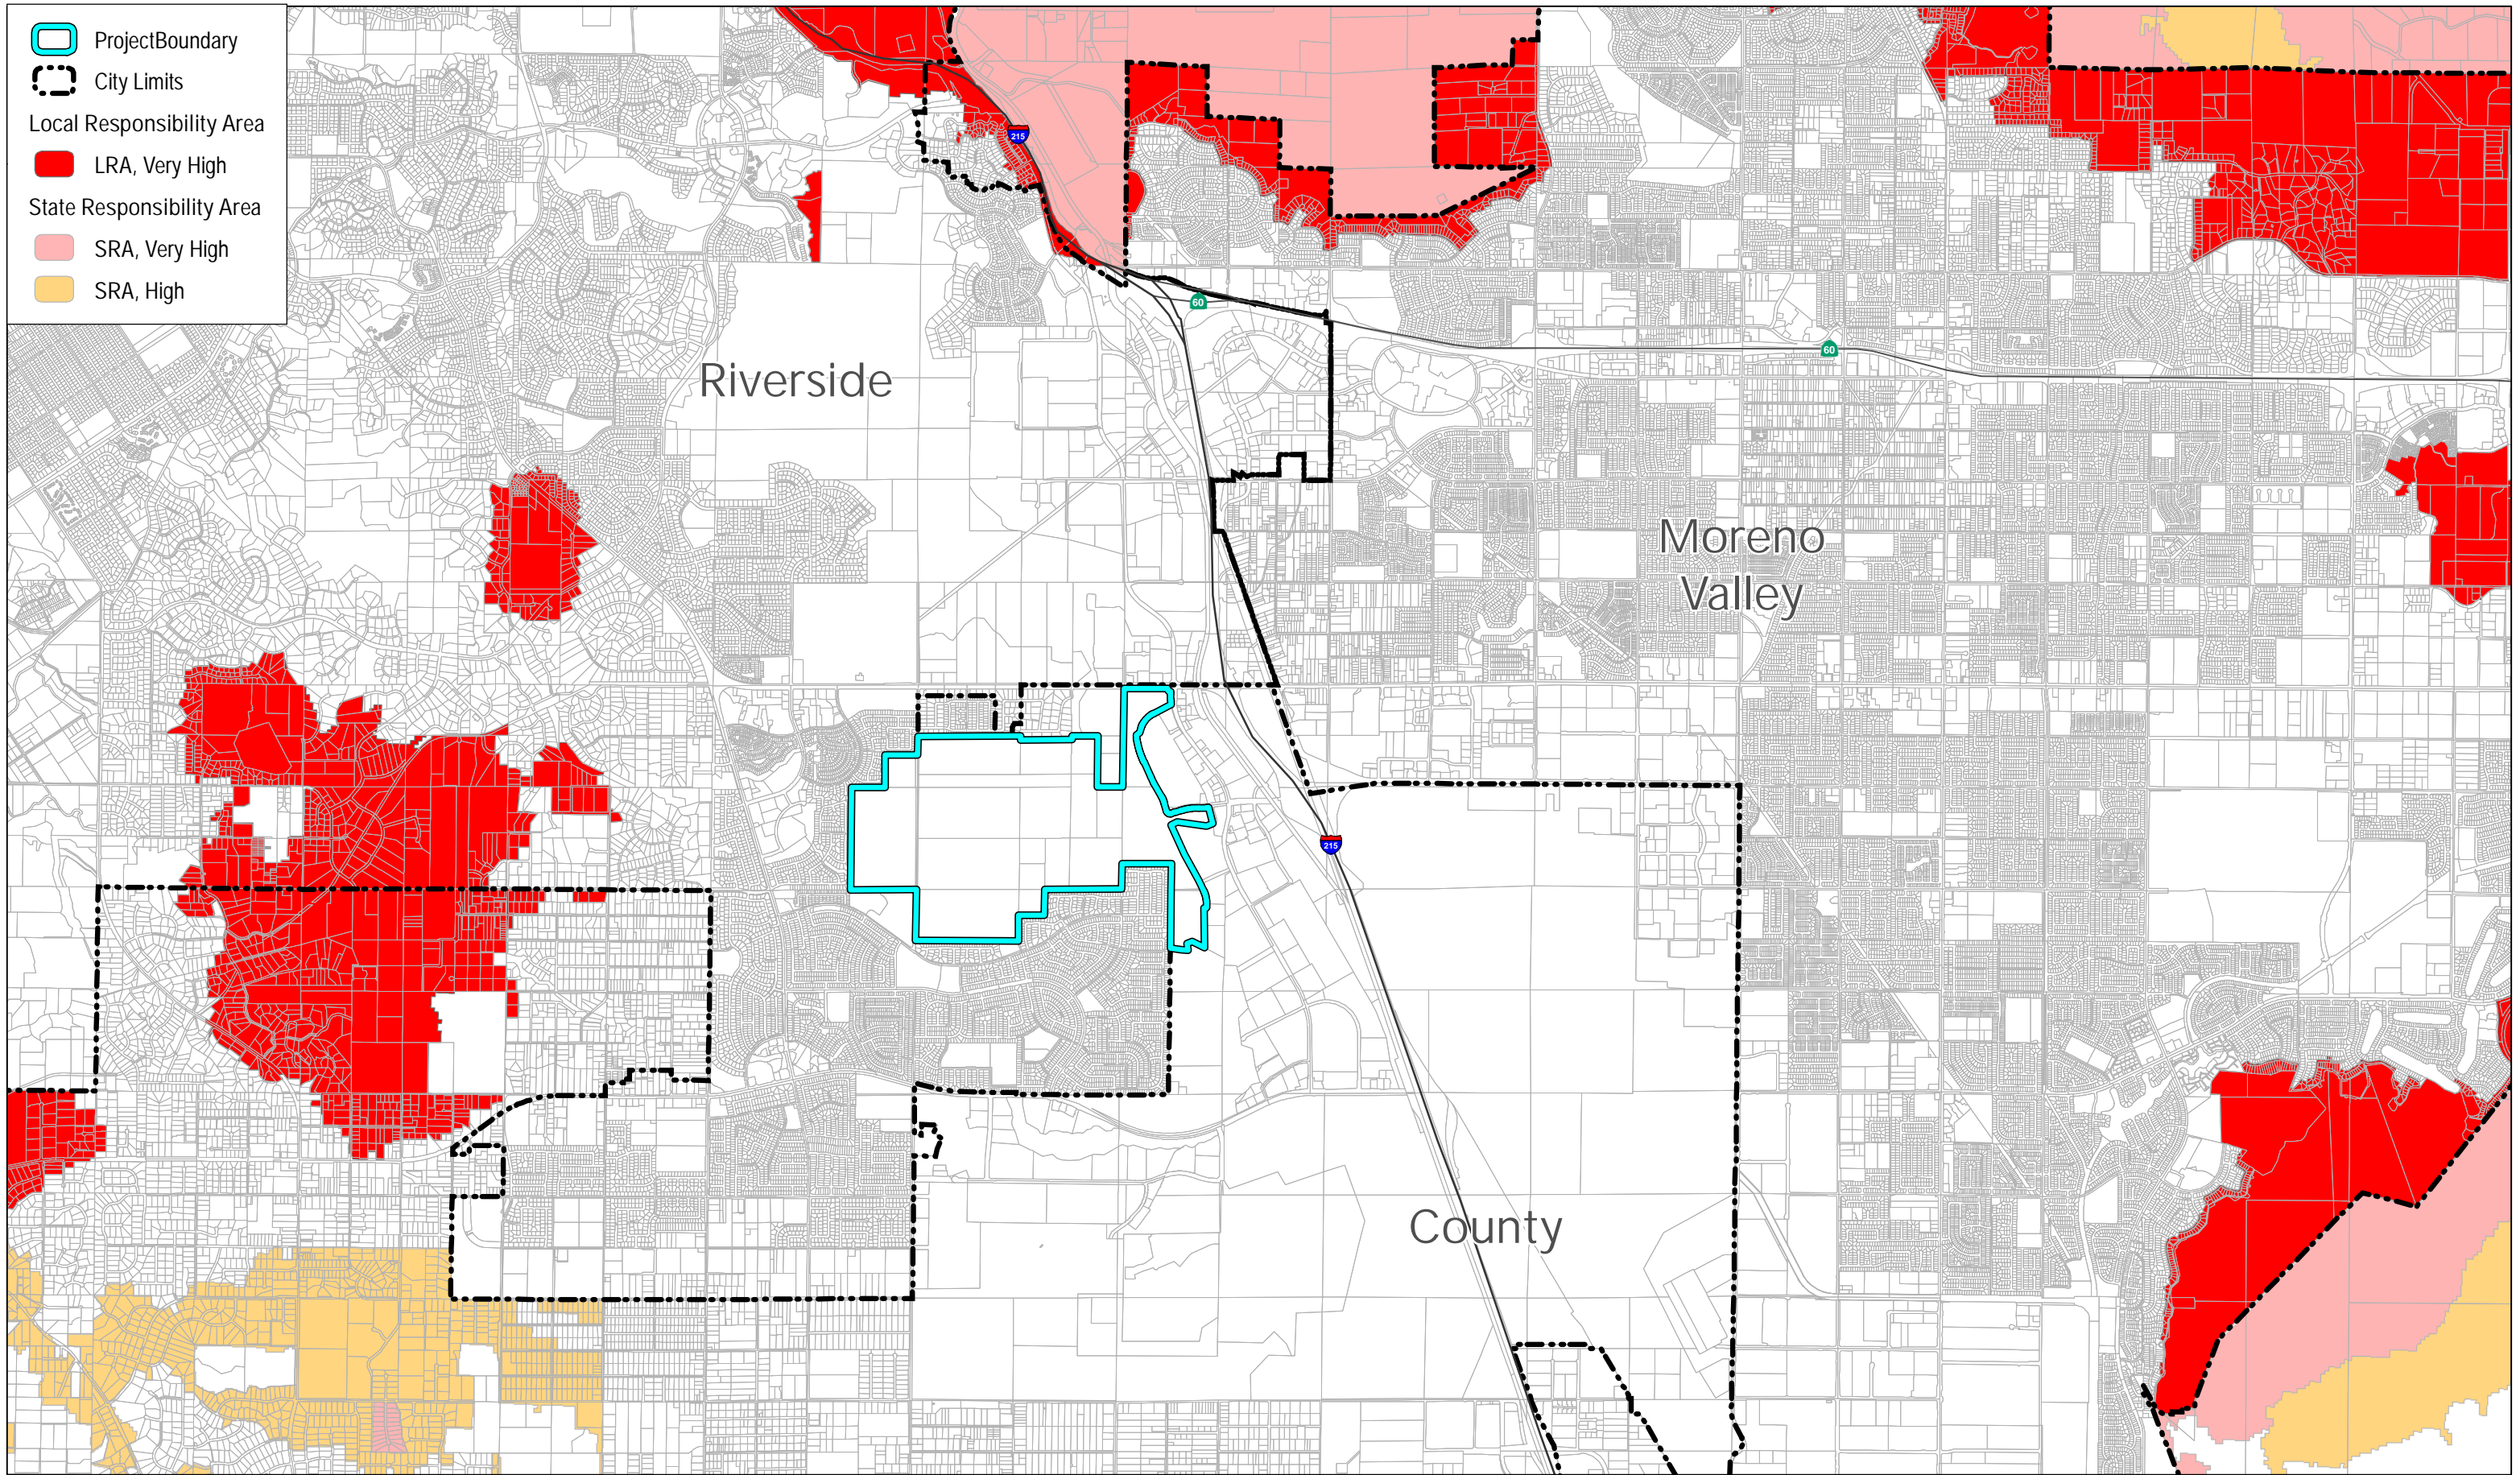 ProjectBoundary
City Limits
Local Responsibility Area
LRA, Very High
State Responsibility Area
SRA, Very High
SRA, High
215
60
60
Riverside
Moreno
Valley
215
County